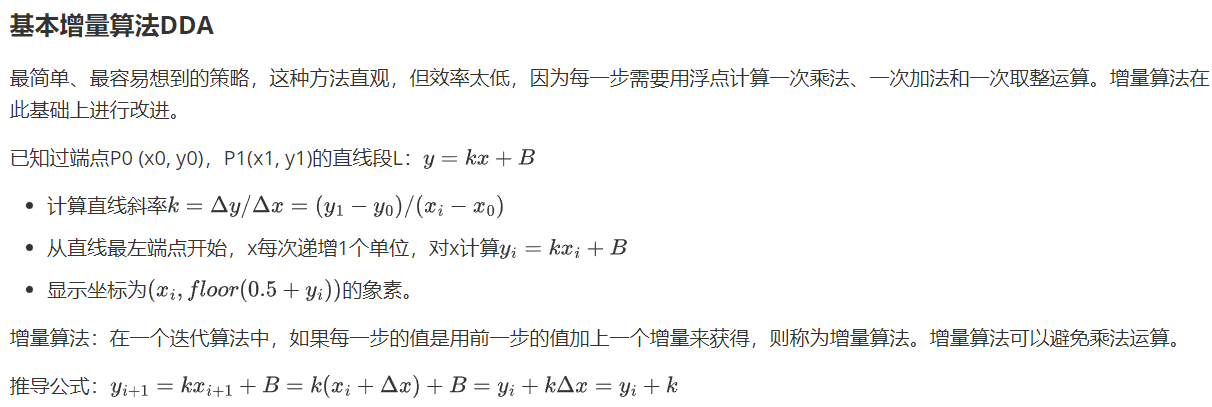 基本增量算法DDA
最简单、最容易想到的策略，这种方法直观，但效率太低，因为每一步需要用浮点计算一次乘法、一次加法和一次取整运算。增量算法在
此基础上进行改进。
已知过端点P0 (x0, y0)，P1(x1, y1)的直线段L：$y = kx + B$
• 计算直线斜率$k = \Delta y/\Delta x = (y_1 - y_0)/(x_i - x_0)$
• 从直线最左端点开始，x每次递增1个单位，对x计算$y_i = kx_i + B$
• 显示坐标为$(x_i, floor(0.5 + y_i))$的象素。
增量算法：在一个迭代算法中，如果每一步的值是用前一步的值加上一个增量来获得，则称为增量算法。增量算法可以避免乘法运算。
推导公式：$y_{i+1} = kx_{i+1} + B = k(x_i + \Delta x) + B = y_i + k\Delta x = y_i + k$